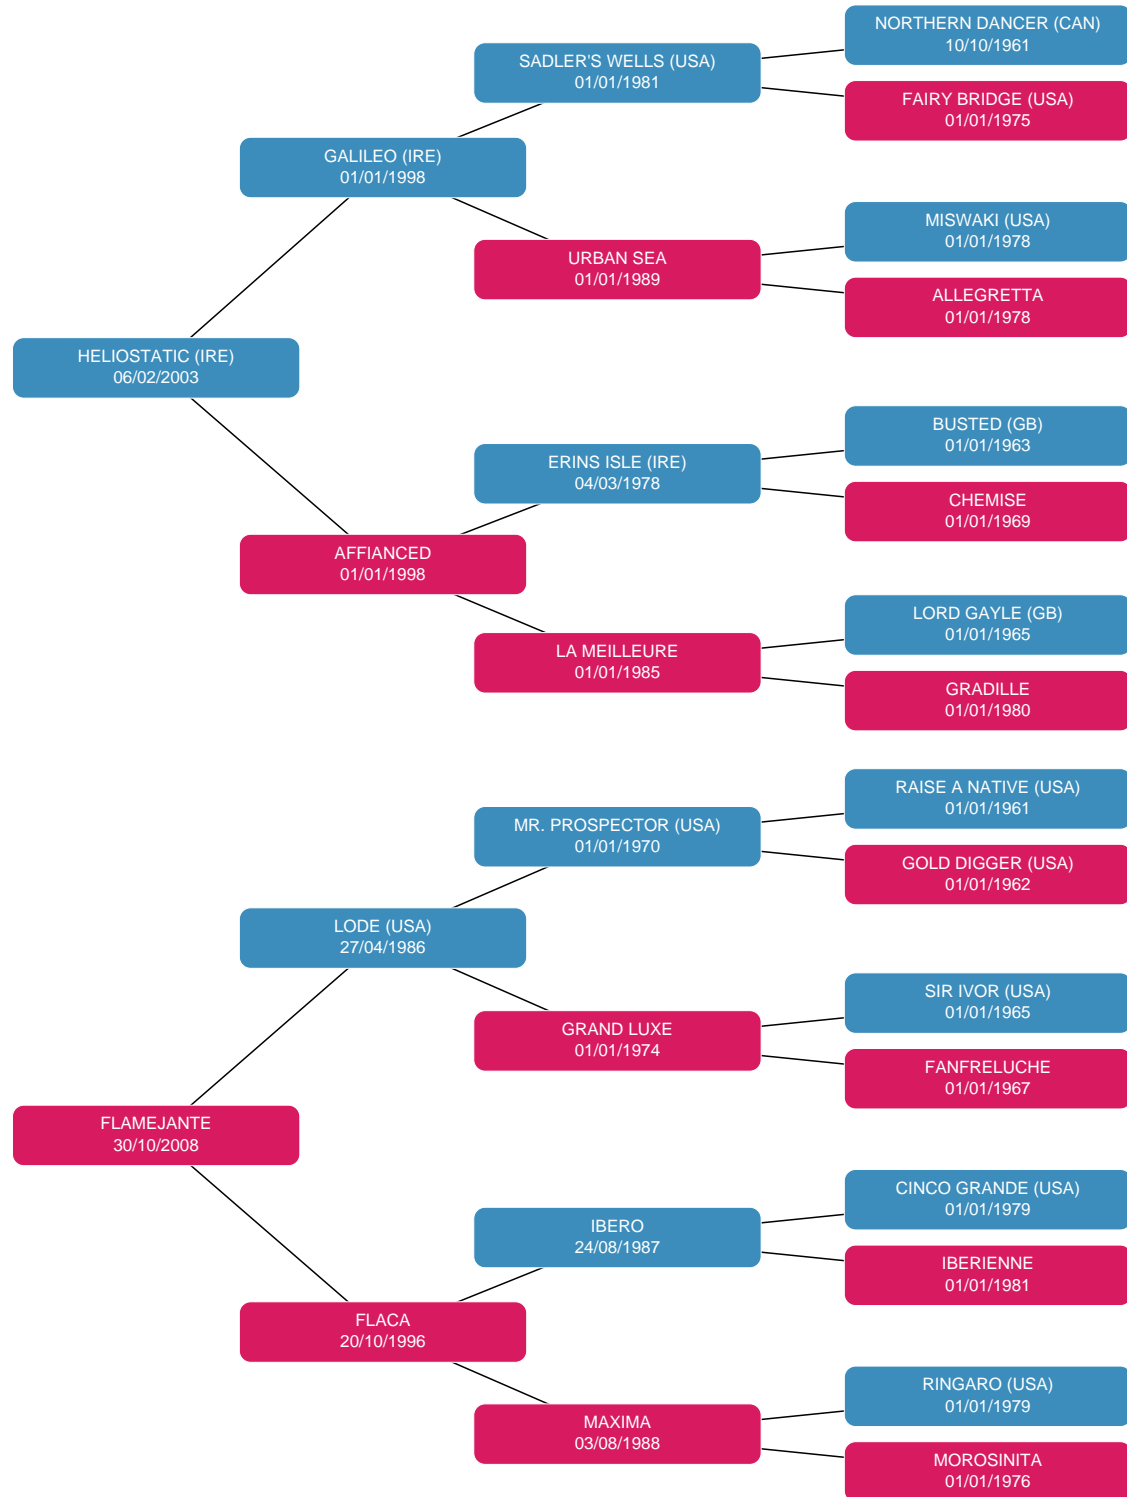 NORTHERN DANCER (CAN)
10/10/1961
SADLER'S WELLS (USA)
01/01/1981
FAIRY BRIDGE (USA)
01/01/1975
GALILEO (IRE)
01/01/1998
MISWAKI (USA)
01/01/1978
URBAN SEA
01/01/1989
ALLEGRETTA
01/01/1978
HELIOSTATIC (IRE)
06/02/2003
BUSTED (GB)
01/01/1963
ERINS ISLE (IRE)
04/03/1978
CHEMISE
01/01/1969
AFFIANCED
01/01/1998
LORD GAYLE (GB)
01/01/1965
LA MEILLEURE
01/01/1985
GRADILLE
01/01/1980
RAISE A NATIVE (USA)
01/01/1961
MR. PROSPECTOR (USA)
01/01/1970
GOLD DIGGER (USA)
01/01/1962
LODE (USA)
27/04/1986
SIR IVOR (USA)
01/01/1965
GRAND LUXE
01/01/1974
FANFRELUCHE
01/01/1967
FLAMEJANTE
30/10/2008
CINCO GRANDE (USA)
01/01/1979
IBERO
24/08/1987
IBERIENNE
01/01/1981
FLACA
20/10/1996
RINGARO (USA)
01/01/1979
MAXIMA
03/08/1988
MOROSINITA
01/01/1976